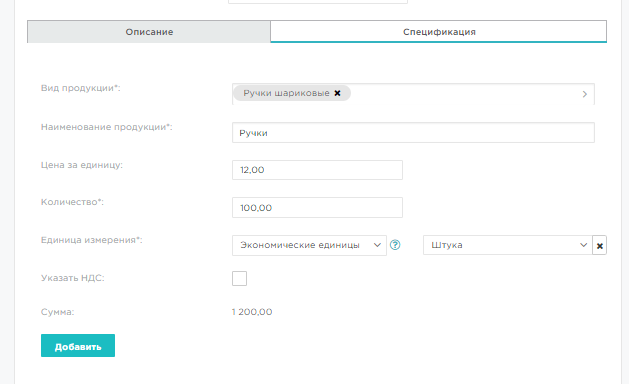 Описание
Спецификация
Вид продукции*:
Ручки шариковые ✖
Наименование продукции*:
Ручки
Цена за единицу:
12,00
Количество*:
100,00
Единица измерения*:
Экономические единицы
?
Штука
✖
Указать НДС:
Сумма:
1 200,00
Добавить